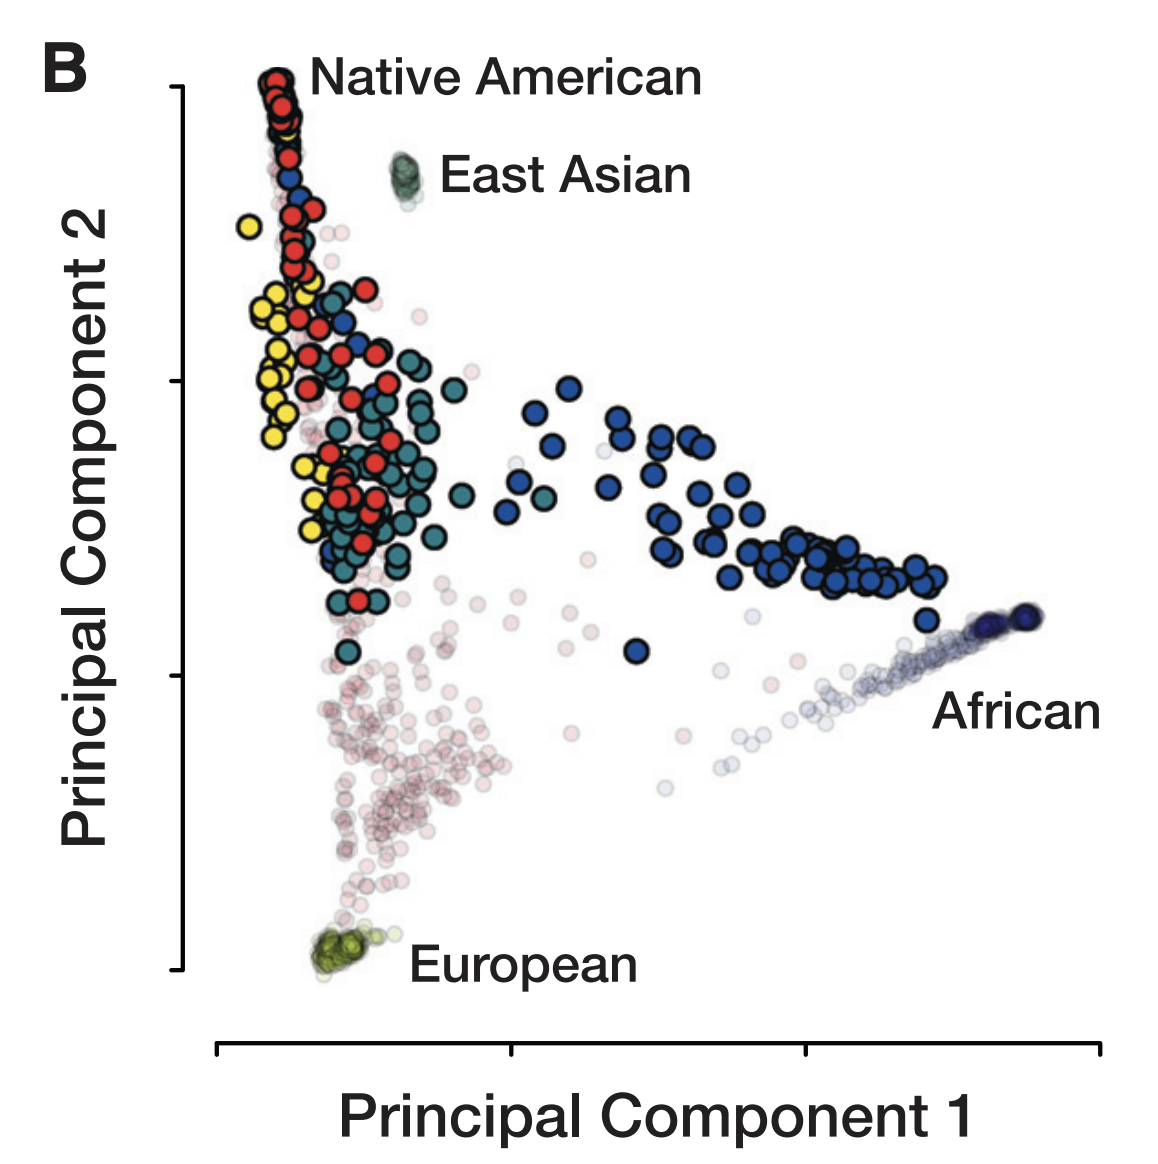 B
Native American
East Asian
Principal Component 2
African
European
Principal Component 1